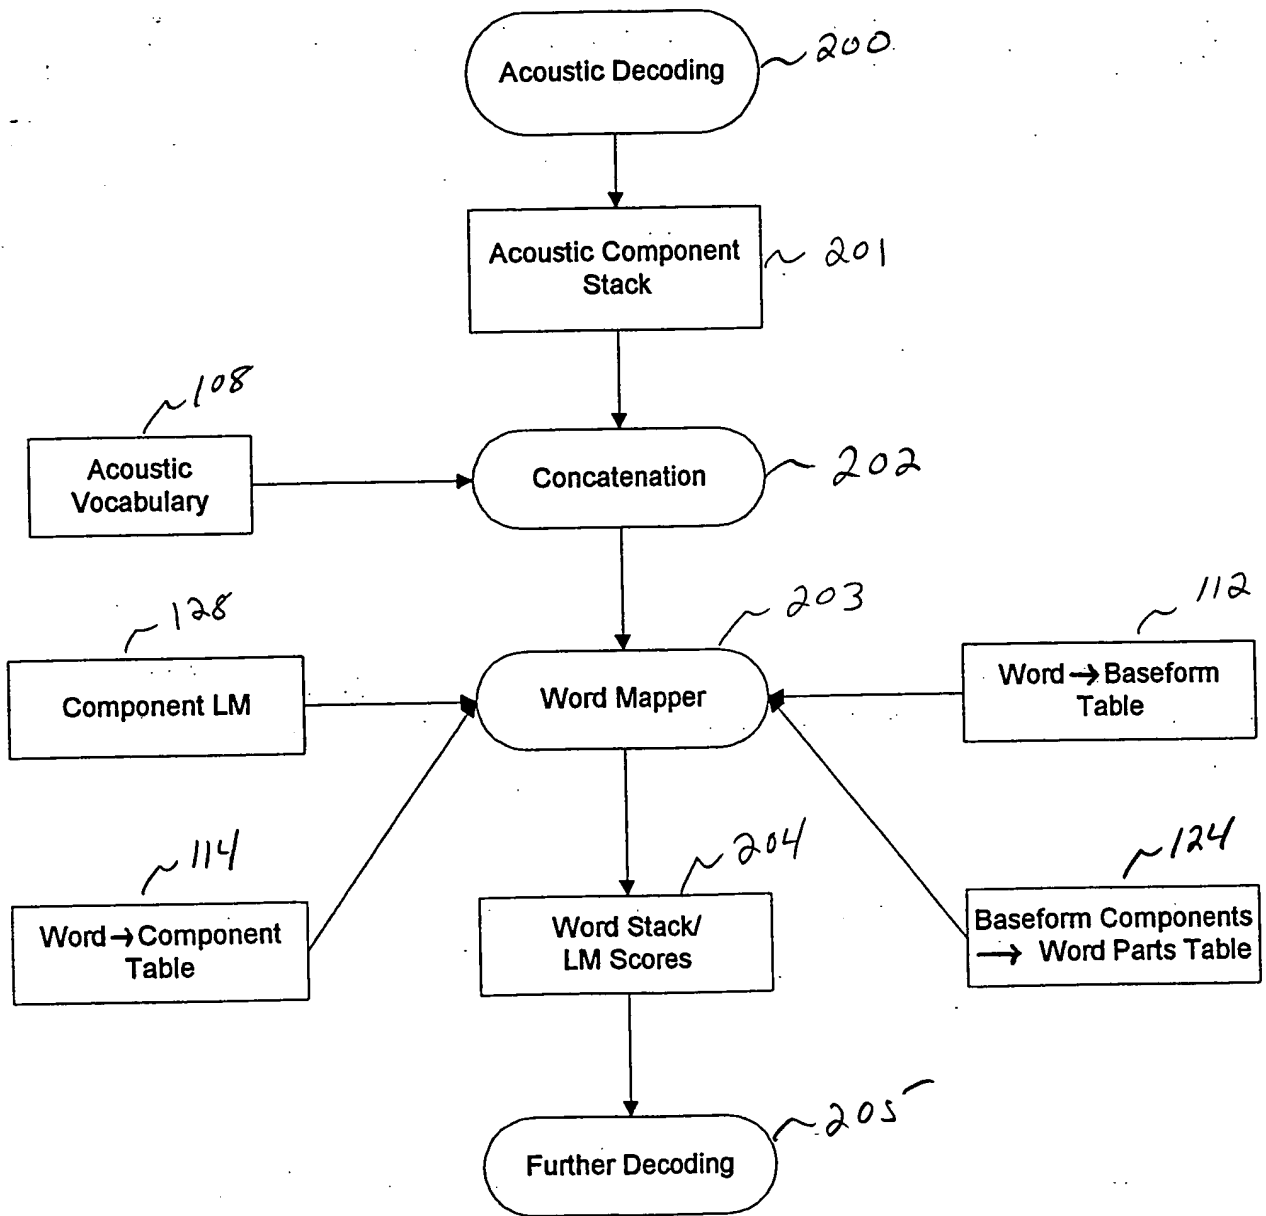 Acoustic Decoding
200
Acoustic Component
Stack
201
108
Acoustic
Vocabulary
Concatenation
202
128
Component LM
203
Word Mapper
112
Word → Baseform
Table
114
Word → Component
Table
204
Word Stack/
LM Scores
124
Baseform Components
→ Word Parts Table
205
Further Decoding